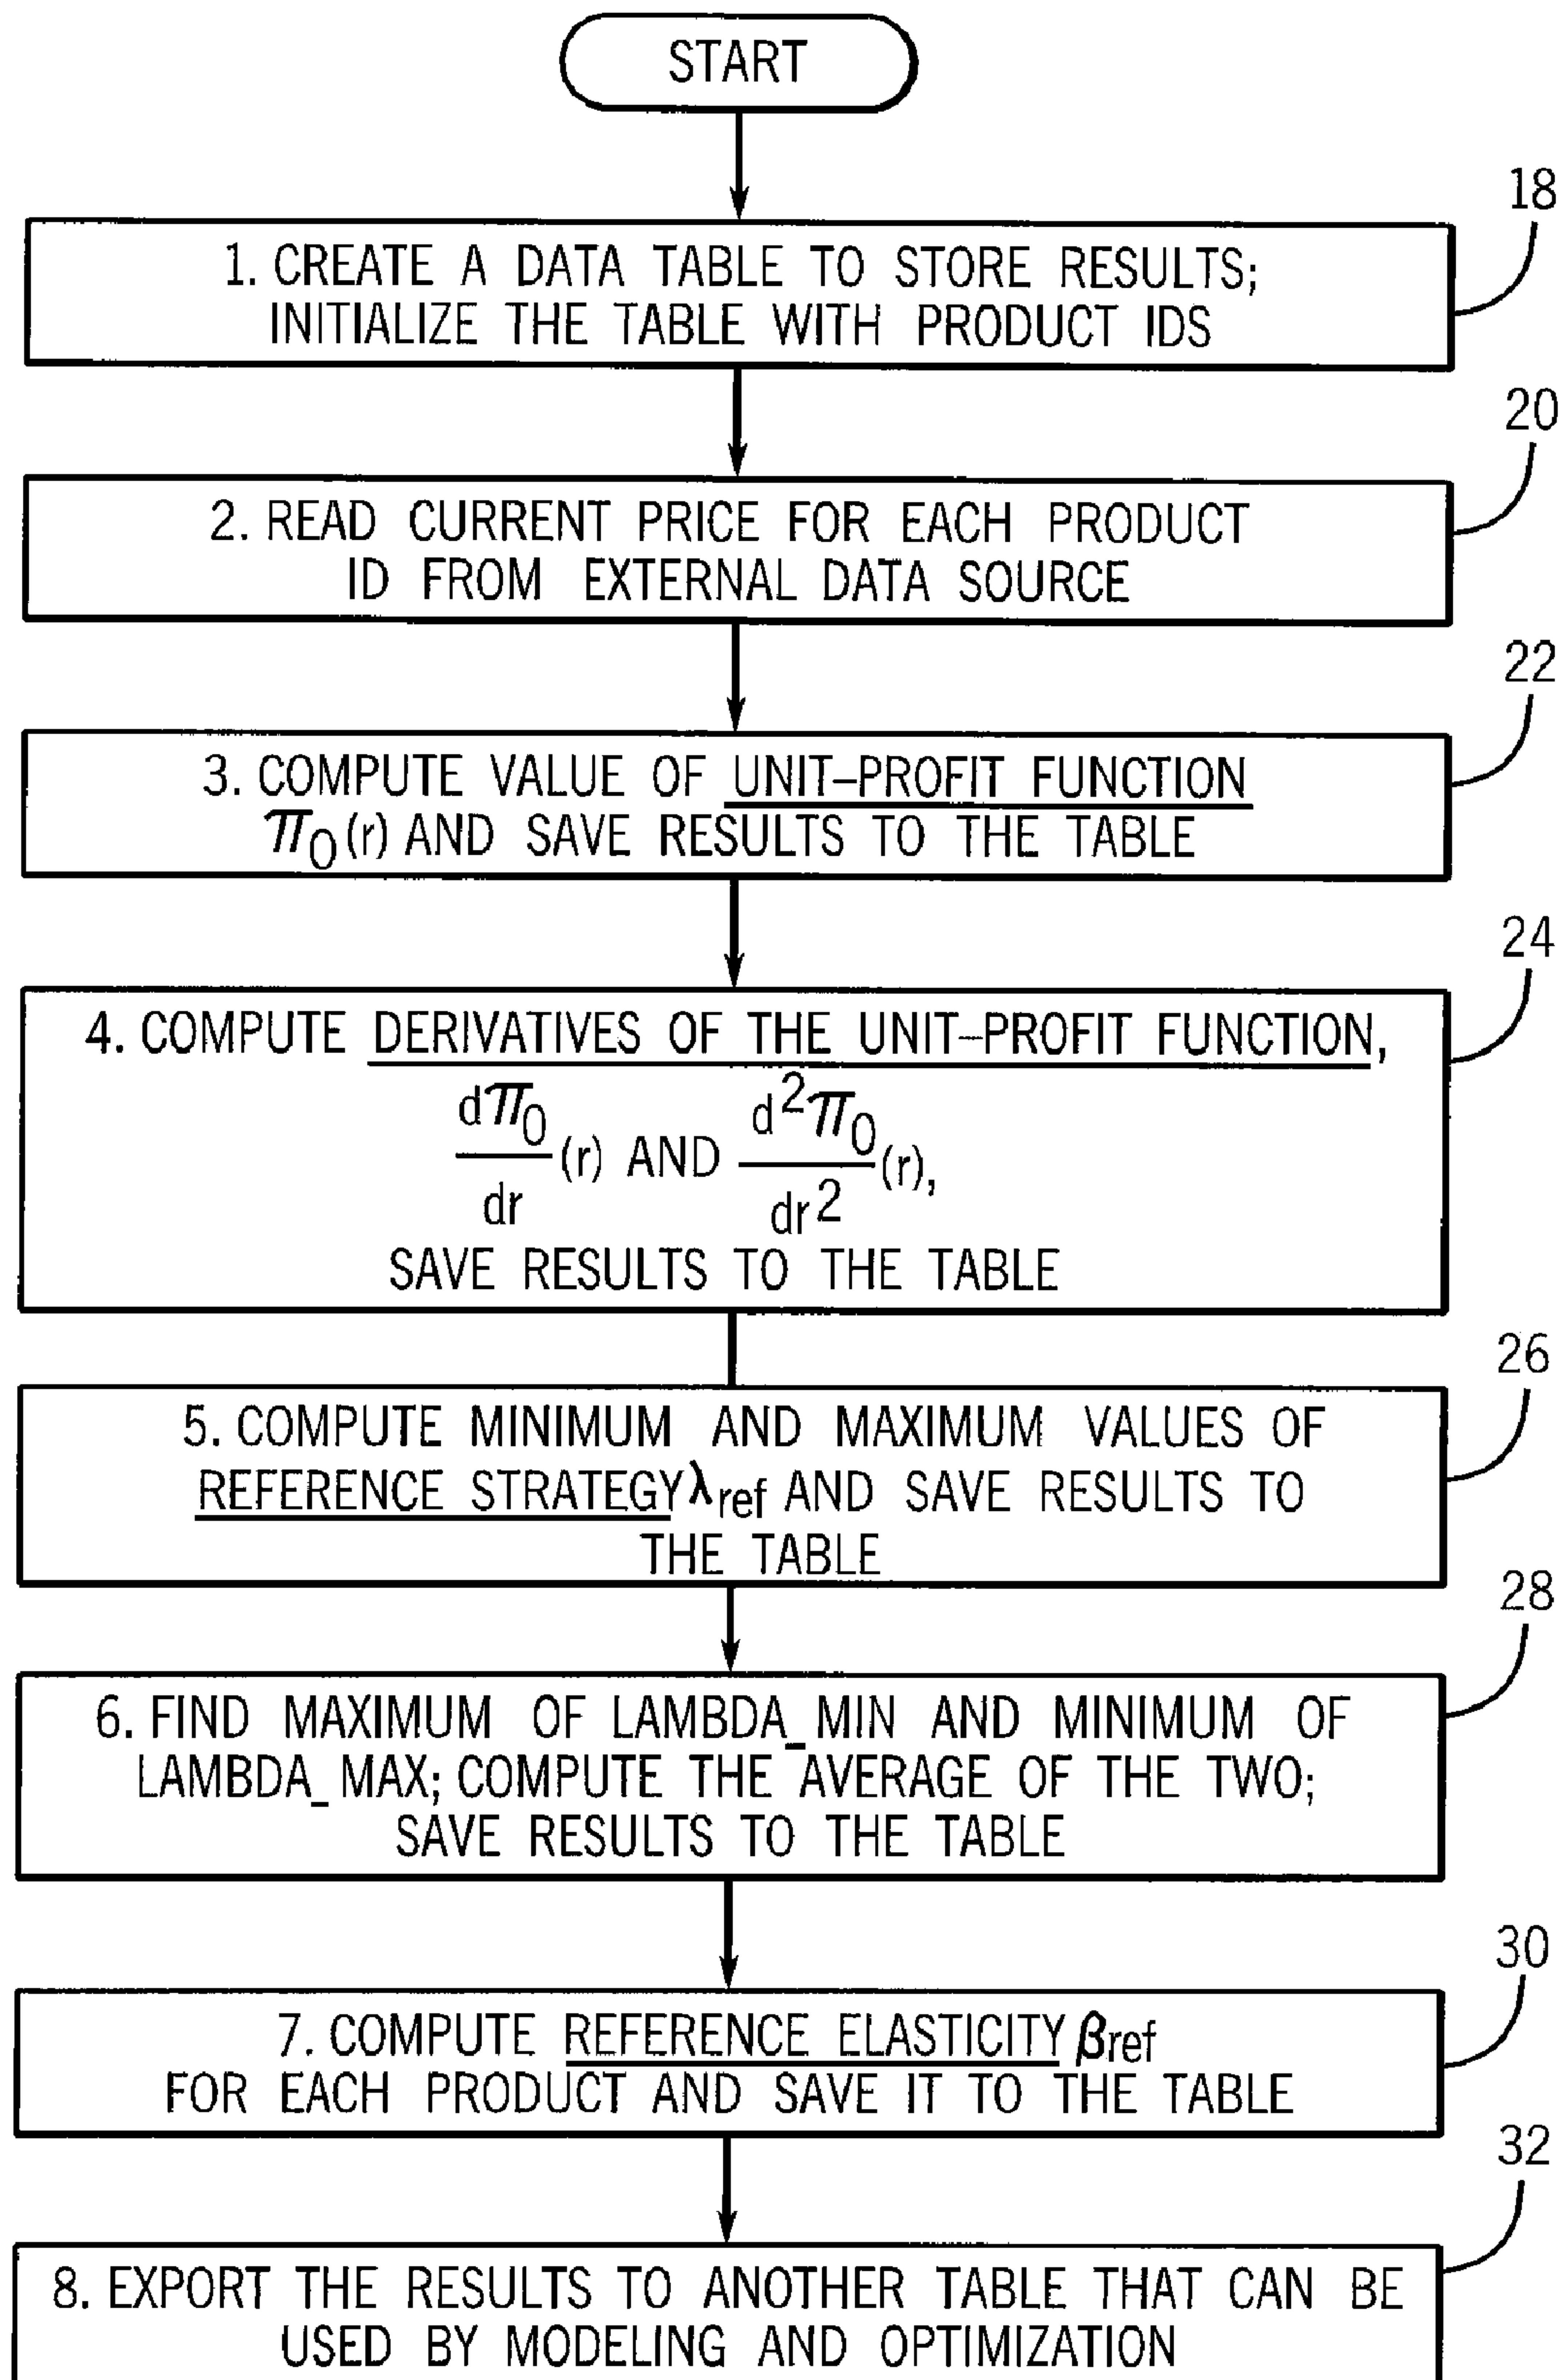 START
18
1. CREATE A DATA TABLE TO STORE RESULTS;
INITIALIZE THE TABLE WITH PRODUCT IDS
20
2. READ CURRENT PRICE FOR EACH PRODUCT
ID FROM EXTERNAL DATA SOURCE
22
3. COMPUTE VALUE OF UNIT–PROFIT FUNCTION
π₀(r) AND SAVE RESULTS TO THE TABLE
24
4. COMPUTE DERIVATIVES OF THE UNIT–PROFIT FUNCTION,
dπ₀/dr (r) AND d²π₀/dr² (r),
SAVE RESULTS TO THE TABLE
26
5. COMPUTE MINIMUM AND MAXIMUM VALUES OF
REFERENCE STRATEGY λref AND SAVE RESULTS TO
THE TABLE
28
6. FIND MAXIMUM OF LAMBDA_MIN AND MINIMUM OF
LAMBDA_MAX; COMPUTE THE AVERAGE OF THE TWO;
SAVE RESULTS TO THE TABLE
30
7. COMPUTE REFERENCE ELASTICITY βref
FOR EACH PRODUCT AND SAVE IT TO THE TABLE
32
8. EXPORT THE RESULTS TO ANOTHER TABLE THAT CAN BE
USED BY MODELING AND OPTIMIZATION